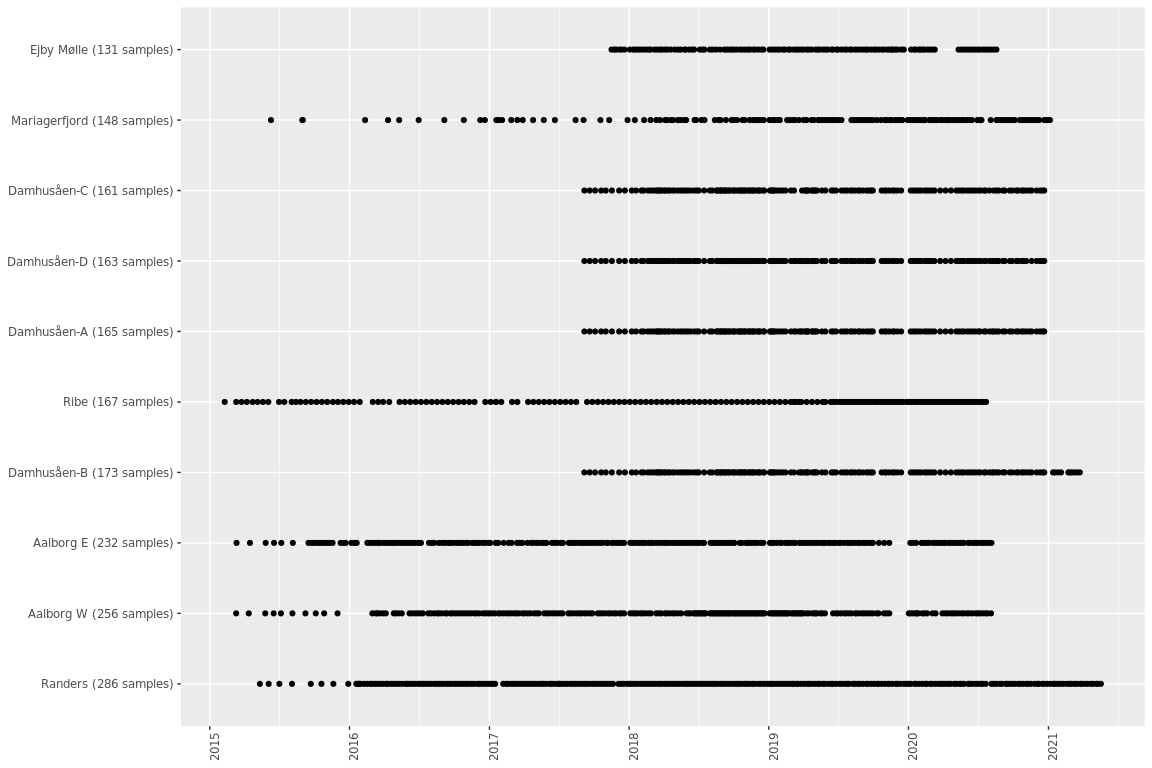 Ejby Mølle (131 samples)
Mariagerfjord (148 samples)
Damhusåen-C (161 samples)
Damhusåen-D (163 samples)
Damhusåen-A (165 samples)
Ribe (167 samples)
Damhusåen-B (173 samples)
Aalborg E (232 samples)
Aalborg W (256 samples)
Randers (286 samples)
2015
2016
2017
2018
2019
2020
2021